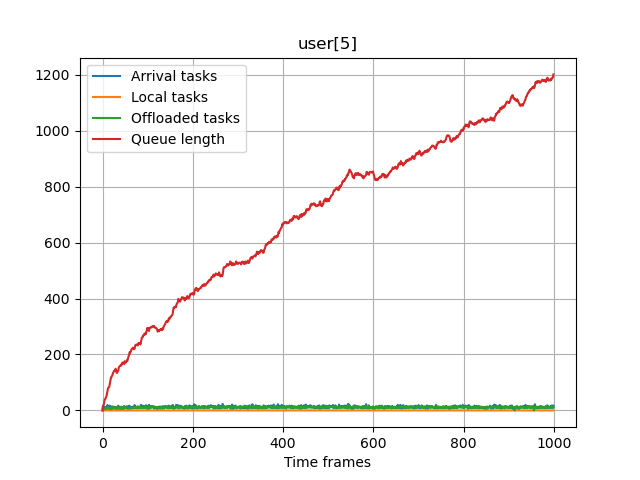 user[5]
Arrival tasks
Local tasks
Offloaded tasks
Queue length
1200
1000
800
600
400
200
0
0 200 400 600 800 1000
Time frames